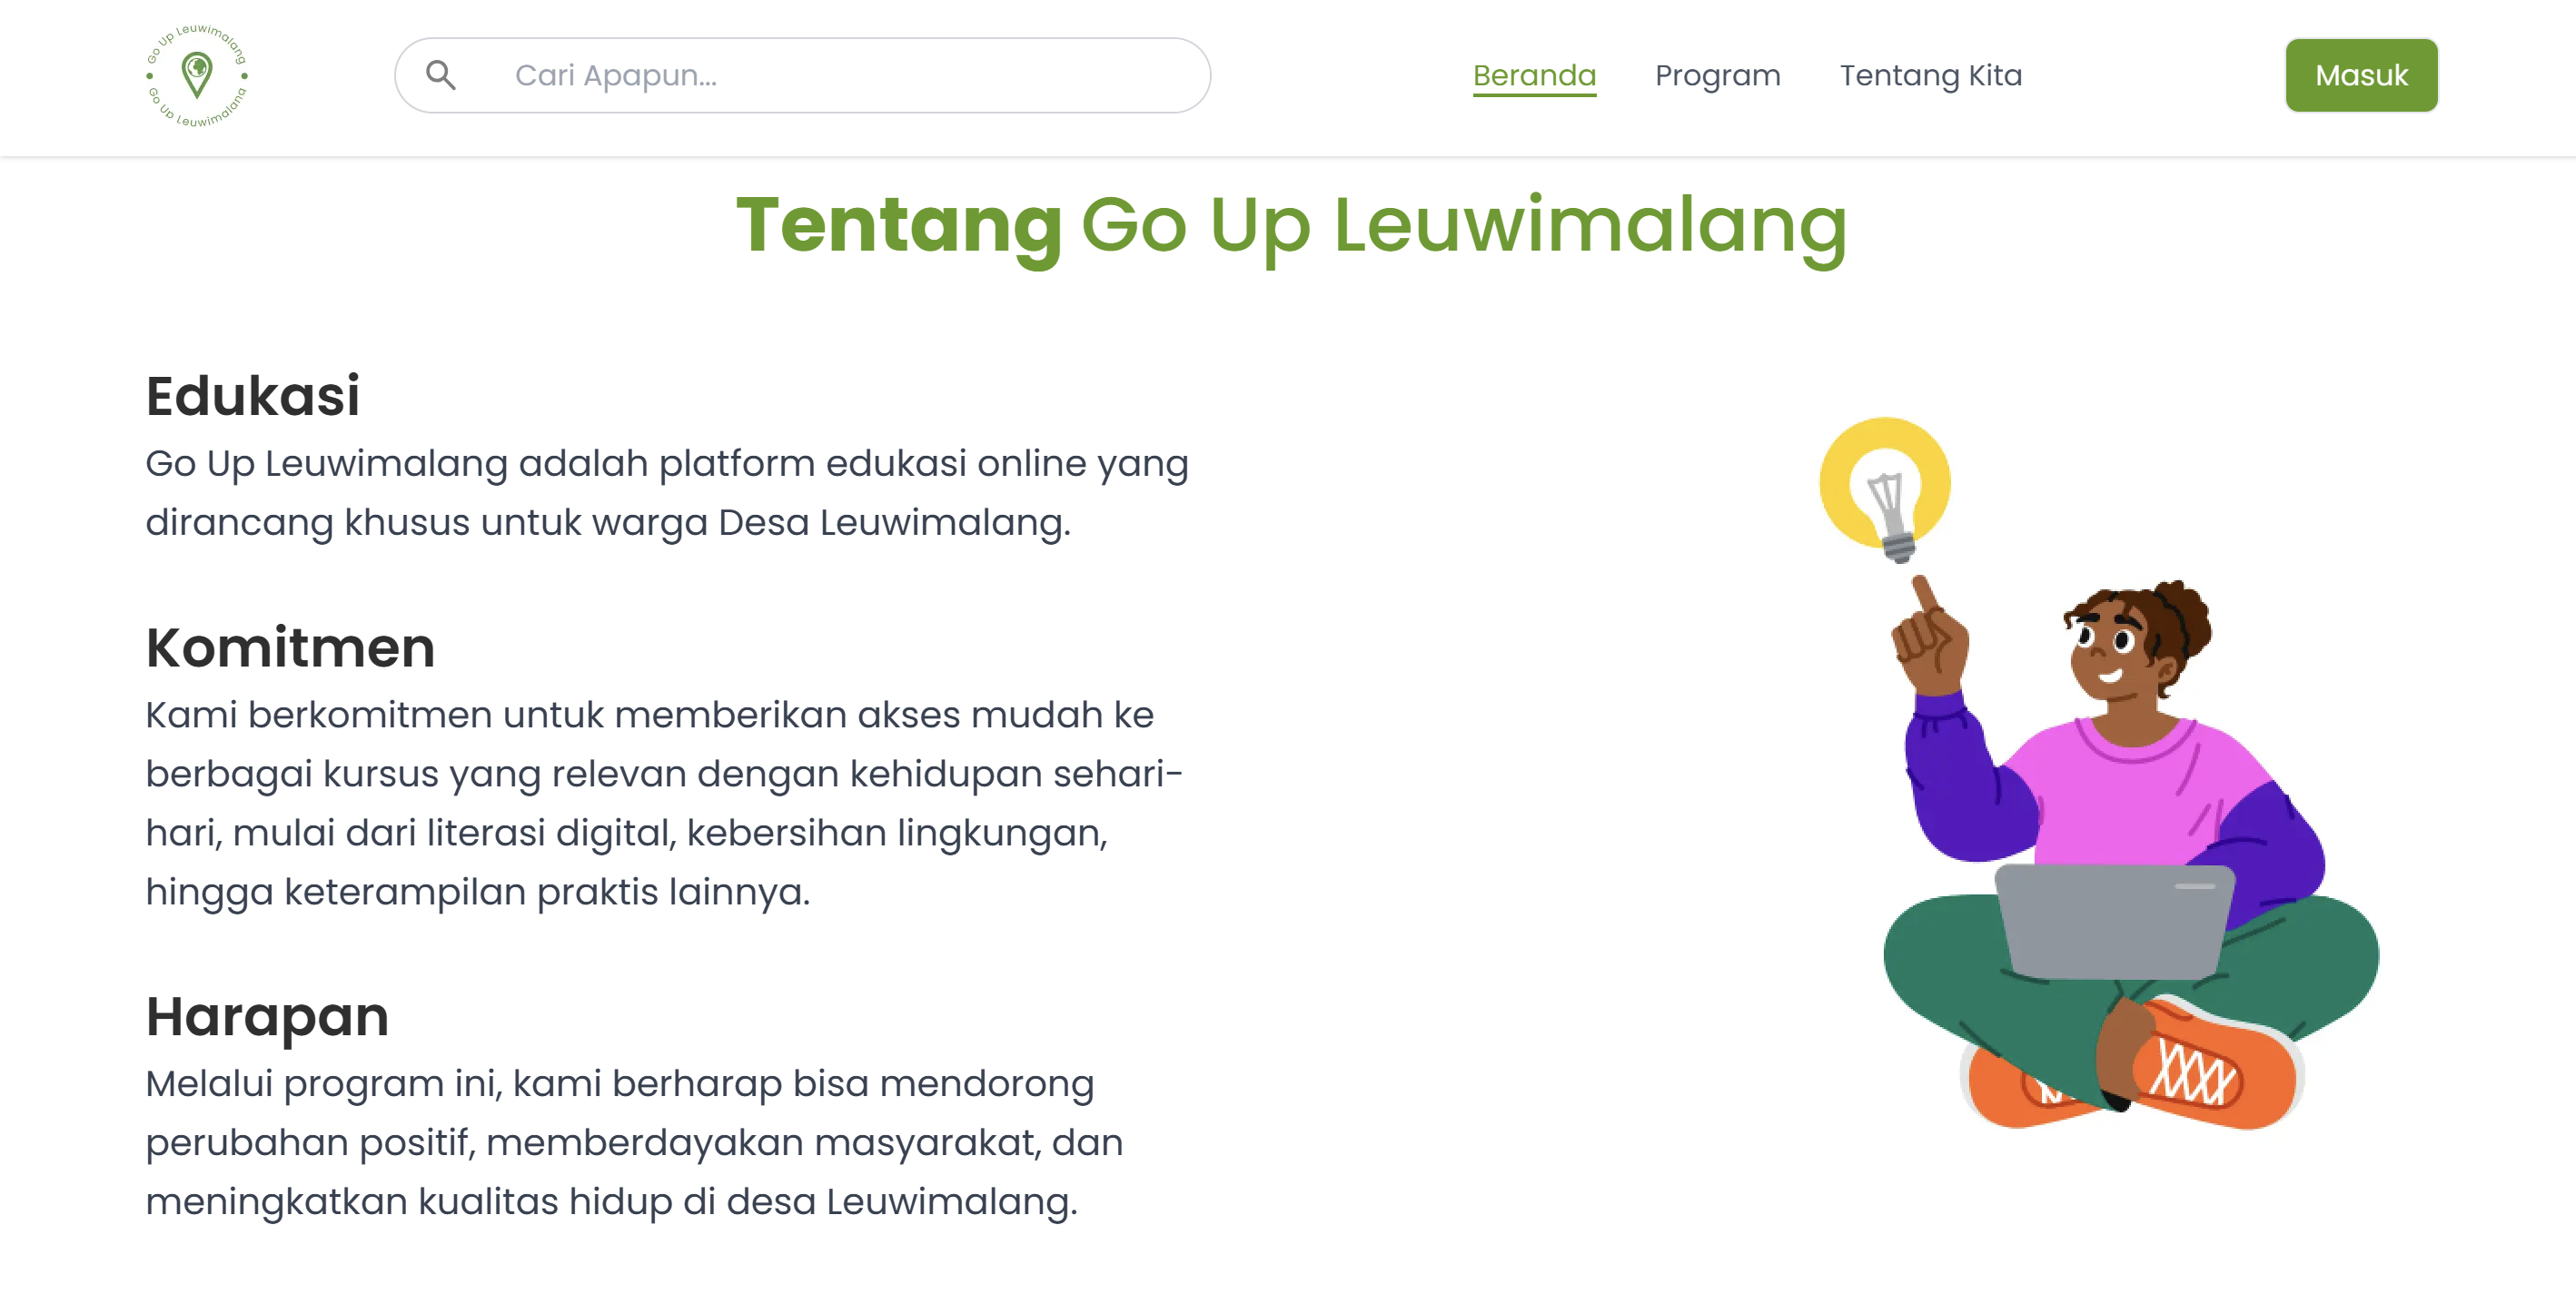 Go Up Leuwimalang
Go Up Leuwimalang
Cari Apapun...
Beranda
Program
Tentang Kita
Masuk
Tentang Go Up Leuwimalang
Edukasi
Go Up Leuwimalang adalah platform edukasi online yang
dirancang khusus untuk warga Desa Leuwimalang.
Komitmen
Kami berkomitmen untuk memberikan akses mudah ke
berbagai kursus yang relevan dengan kehidupan sehari-
hari, mulai dari literasi digital, kebersihan lingkungan,
hingga keterampilan praktis lainnya.
Harapan
Melalui program ini, kami berharap bisa mendorong
perubahan positif, memberdayakan masyarakat, dan
meningkatkan kualitas hidup di desa Leuwimalang.